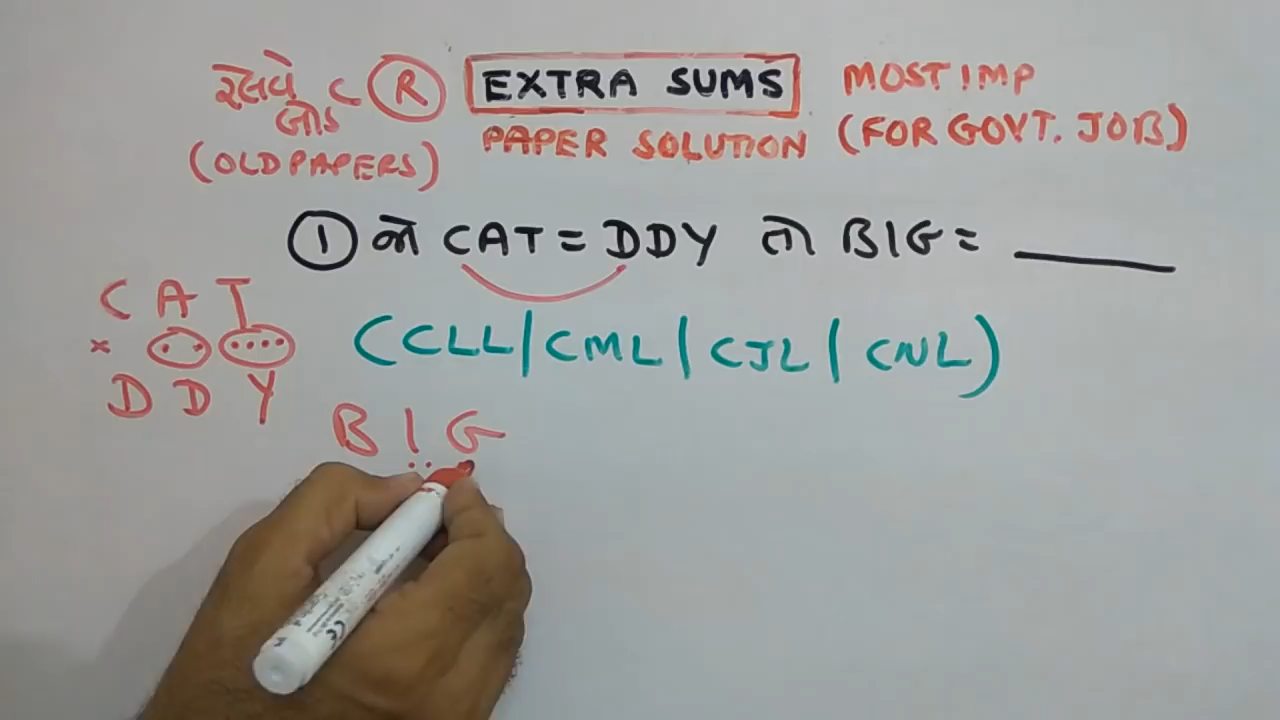 રેલવે C R EXTRA SUMS MOST IMP
(OLD PAPERS) PAPER SOLUTION (FOR GOVT. JOB)
1 જો CAT = DDY તો BIG = ______
C A T
× . . . . . .
D D Y
(CLL | CML | CJL | CNL)
B I G
. .